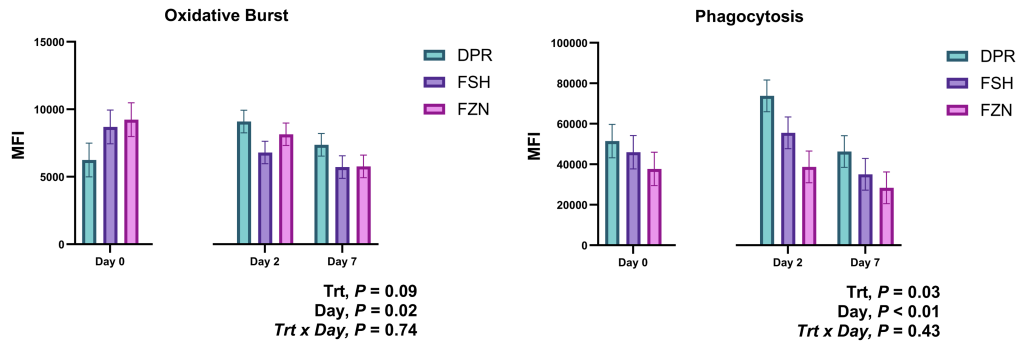 Oxidative Burst
15000
10000
5000
0
MFI
Day 0
Day 2
Day 7
DPR
FSH
FZN
Trt, P = 0.09
Day, P = 0.02
Trt x Day, P = 0.74
Phagocytosis
100000
80000
60000
40000
20000
0
MFI
Day 0
Day 2
Day 7
DPR
FSH
FZN
Trt, P = 0.03
Day, P < 0.01
Trt x Day, P = 0.43